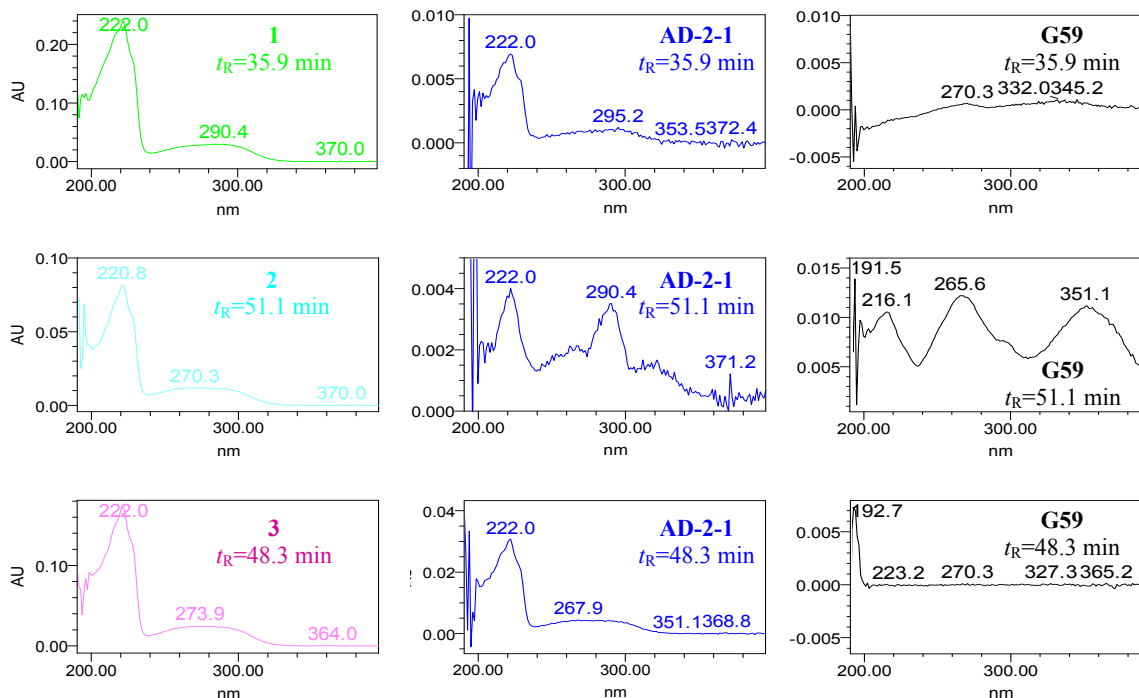 222.0
1
tR=35.9 min
290.4
370.0
AU
0.20
0.10
0.00
200.00
300.00
nm
0.010
222.0
AD-2-1
tR=35.9 min
0.005
295.2
353.5372.4
0.000
200.00
300.00
nm
0.010
G59
tR=35.9 min
0.005
270.3
332.0345.2
0.000
-0.005
200.00
300.00
nm
0.10
220.8
2
tR=51.1 min
AU
0.05
270.3
370.0
0.00
200.00
300.00
nm
222.0
AD-2-1
tR=51.1 min
0.004
290.4
0.002
371.2
0.000
200.00
300.00
nm
0.015
191.5
265.6
216.1
351.1
0.010
0.005
G59
tR=51.1 min
0.000
200.00
300.00
nm
222.0
3
tR=48.3 min
AU
0.10
273.9
364.0
0.00
200.00
300.00
nm
0.04
222.0
AD-2-1
tR=48.3 min
0.02
267.9
351.1368.8
0.00
200.00
300.00
nm
192.7
G59
tR=48.3 min
0.005
223.2
270.3
327.3365.2
0.000
-0.005
200.00
300.00
nm